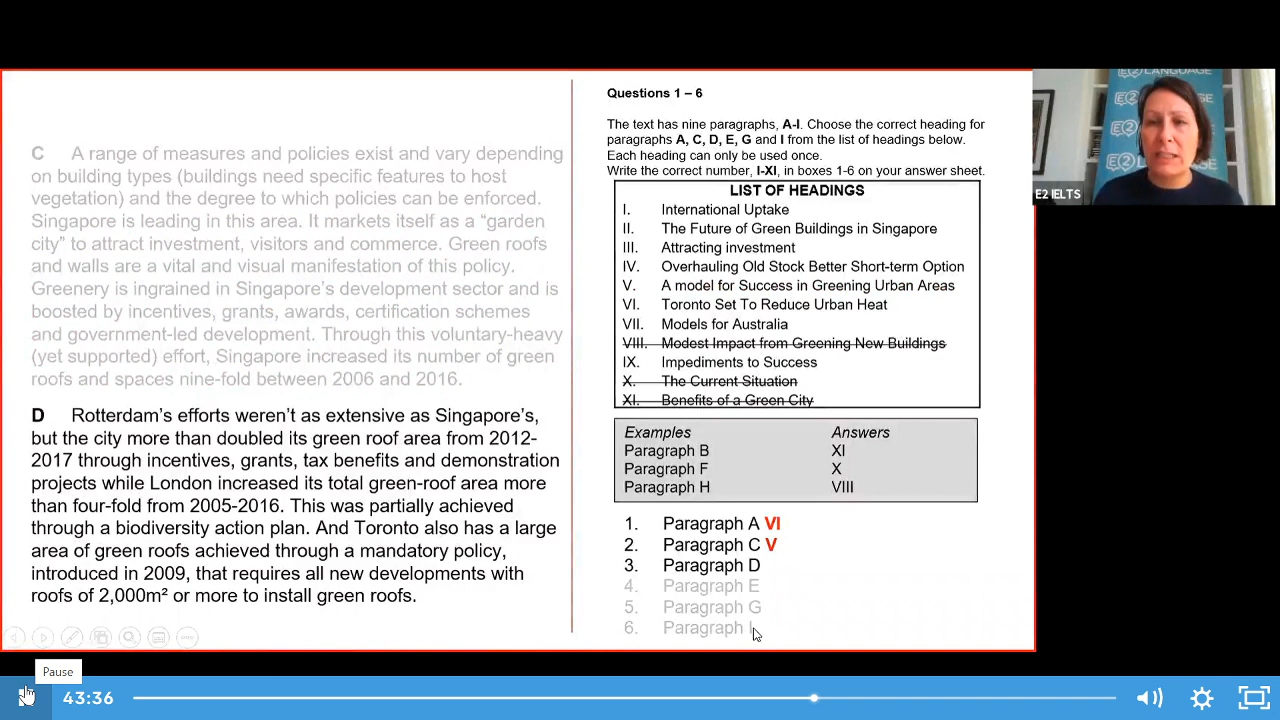 C A range of measures and policies exist and vary depending
on building types (buildings need specific features to host
vegetation) and the degree to which policies can be enforced.
Singapore is leading in this area. It markets itself as a “garden
city” to attract investment, visitors and commerce. Green roofs
and walls are a vital and visual manifestation of this policy.
Greenery is ingrained in Singapore’s development sector and is
boosted by incentives, grants, awards, certification schemes
and government-led development. Through this voluntary-heavy
(yet supported) effort, Singapore increased its number of green
roofs and spaces nine-fold between 2006 and 2016.
D Rotterdam’s efforts weren’t as extensive as Singapore’s,
but the city more than doubled its green roof area from 2012-
2017 through incentives, grants, tax benefits and demonstration
projects while London increased its total green-roof area more
than four-fold from 2005-2016. This was partially achieved
through a biodiversity action plan. And Toronto also has a large
area of green roofs achieved through a mandatory policy,
introduced in 2009, that requires all new developments with
roofs of 2,000m² or more to install green roofs.
Questions 1 – 6
The text has nine paragraphs, A-I. Choose the correct heading for
paragraphs A, C, D, E, G and I from the list of headings below.
Each heading can only be used once.
Write the correct number, I-XI, in boxes 1-6 on your answer sheet.
LIST OF HEADINGS
I. International Uptake
II. The Future of Green Buildings in Singapore
III. Attracting investment
IV. Overhauling Old Stock Better Short-term Option
V. A model for Success in Greening Urban Areas
VI. Toronto Set To Reduce Urban Heat
VII. Models for Australia
VIII. Modest Impact from Greening New Buildings
IX. Impediments to Success
X. The Current Situation
XI. Benefits of a Green City
Examples Answers
Paragraph B XI
Paragraph F X
Paragraph H VIII
1. Paragraph A VI
2. Paragraph C V
3. Paragraph D
4. Paragraph E
5. Paragraph G
6. Paragraph I
E2 LANGUAGE
E2 IELTS
Pause
43:36